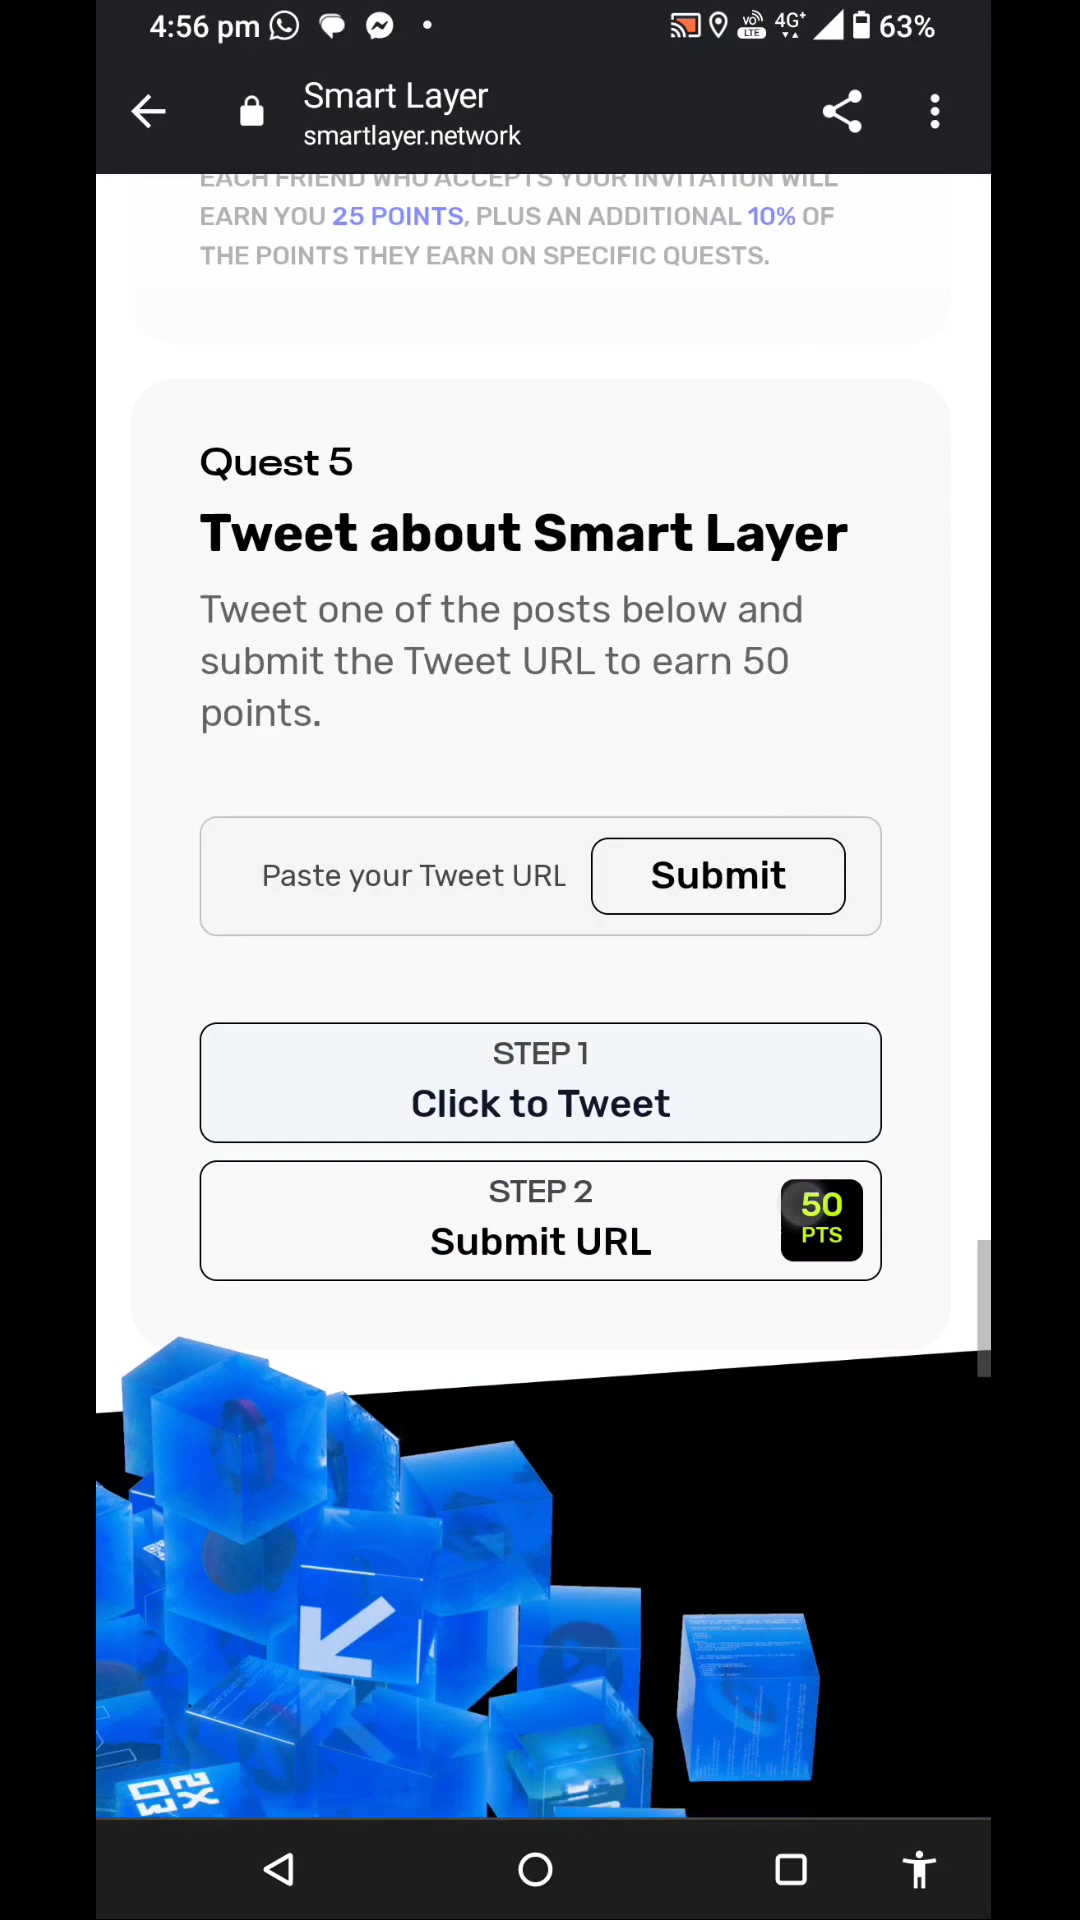 4:56 pm
VO LTE 4G+ 63%
Smart Layer
smartlayer.network
EACH FRIEND WHO ACCEPTS YOUR INVITATION WILL
EARN YOU 25 POINTS, PLUS AN ADDITIONAL 10% OF
THE POINTS THEY EARN ON SPECIFIC QUESTS.
Quest 5
Tweet about Smart Layer
Tweet one of the posts below and
submit the Tweet URL to earn 50
points.
Paste your Tweet URL
Submit
STEP 1
Click to Tweet
STEP 2
Submit URL
50
PTS